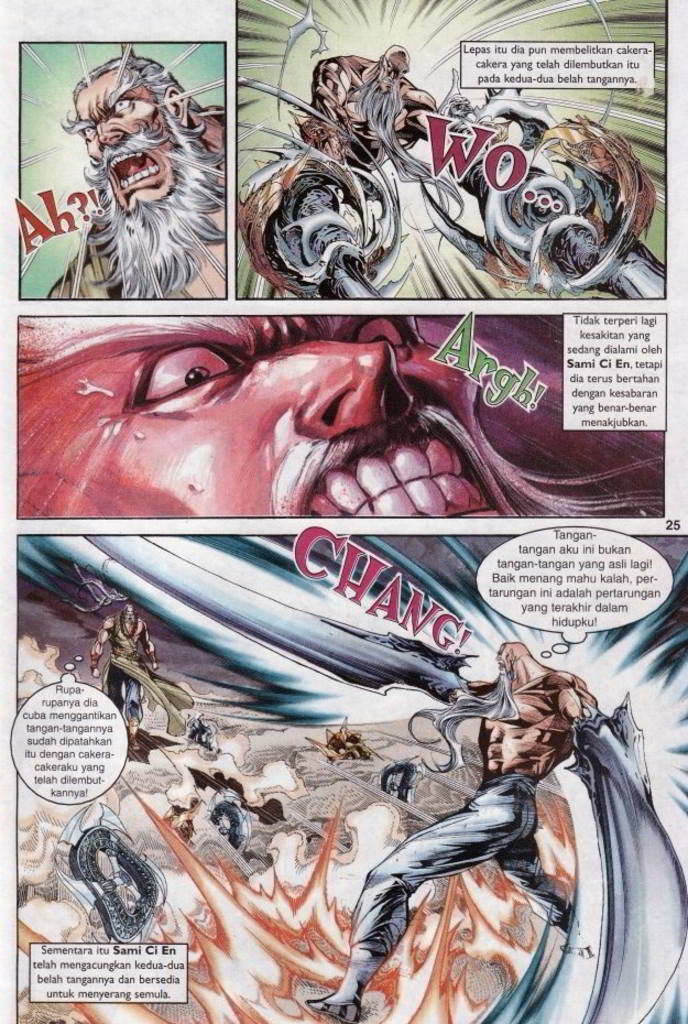 Ah?!
Lepas itu dia pun membelitkan cakera-
cakera yang telah dilembutkan itu
pada kedua-dua belah tangannya.
WO...
Argh!
Tidak terperi lagi
kesakitan yang
sedang dialami oleh
Sami Ci En, tetapi
dia terus bertahan
dengan kesabaran
yang benar-benar
menakjubkan.
25
CHANG!
Tangan-
tangan aku ini bukan
tangan-tangan yang asli lagi!
Baik menang mahu kalah, per-
tarungan ini adalah pertarungan
yang terakhir dalam
hidupku!
Rupa-
rupanya dia
cuba menggantikan
tangan-tangannya
sudah dipatahkan
itu dengan cakera-
cakeraku yang
telah dilembut-
kannya!
Sementara itu Sami Ci En
telah mengacungkan kedua-dua
belah tangannya dan bersedia
untuk menyerang semula.